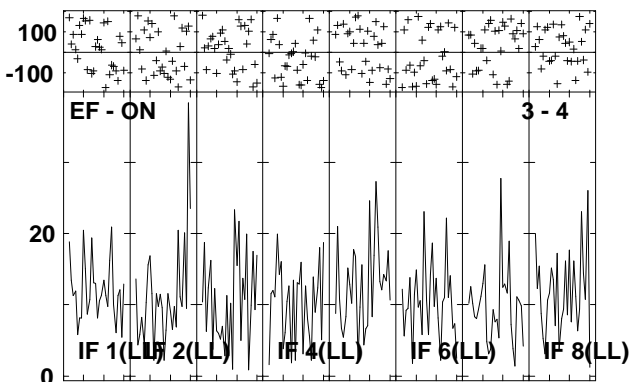 100
-100
EF - ON 3 - 4
20
IF 1(LL) IF 2(LL) IF 4(LL) IF 6(LL) IF 8(LL)
0